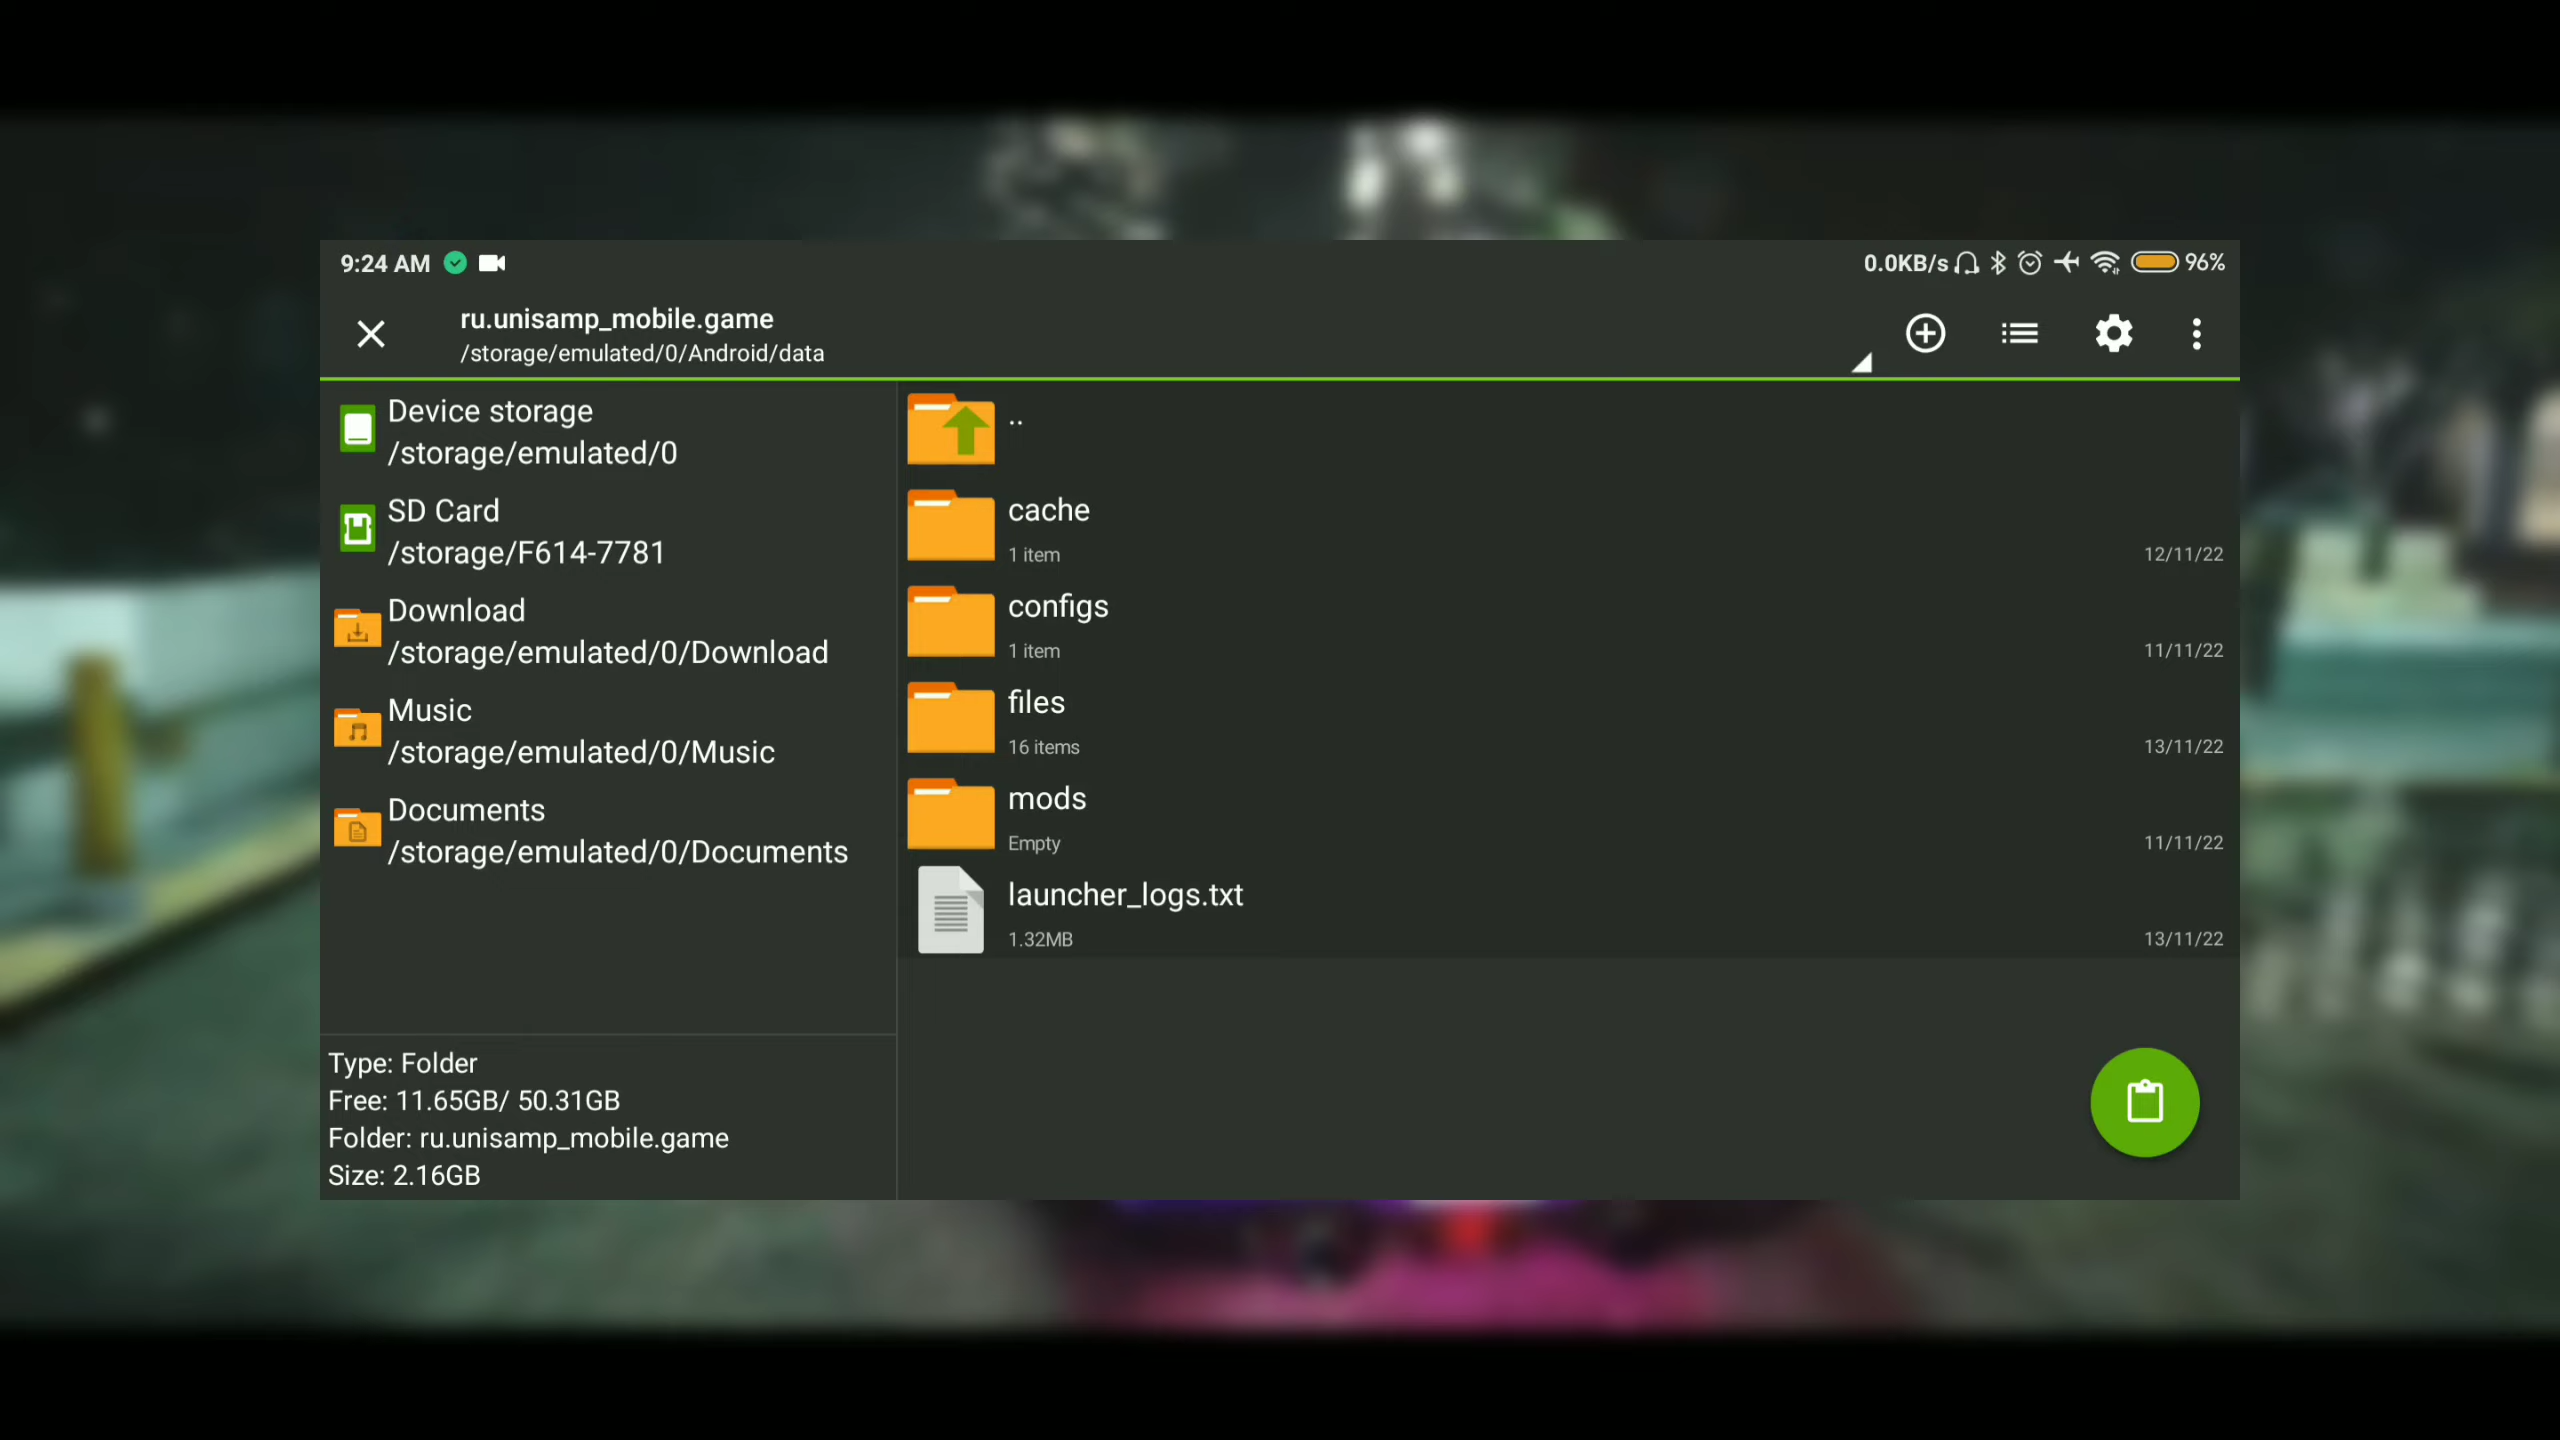 9:24 AM
0.0KB/s
96%
ru.unisamp_mobile.game
/storage/emulated/0/Android/data
Device storage
/storage/emulated/0
SD Card
/storage/F614-7781
Download
/storage/emulated/0/Download
Music
/storage/emulated/0/Music
Documents
/storage/emulated/0/Documents
Type: Folder
Free: 11.65GB/ 50.31GB
Folder: ru.unisamp_mobile.game
Size: 2.16GB
..
cache
1 item
12/11/22
configs
1 item
11/11/22
files
16 items
13/11/22
mods
Empty
11/11/22
launcher_logs.txt
1.32MB
13/11/22